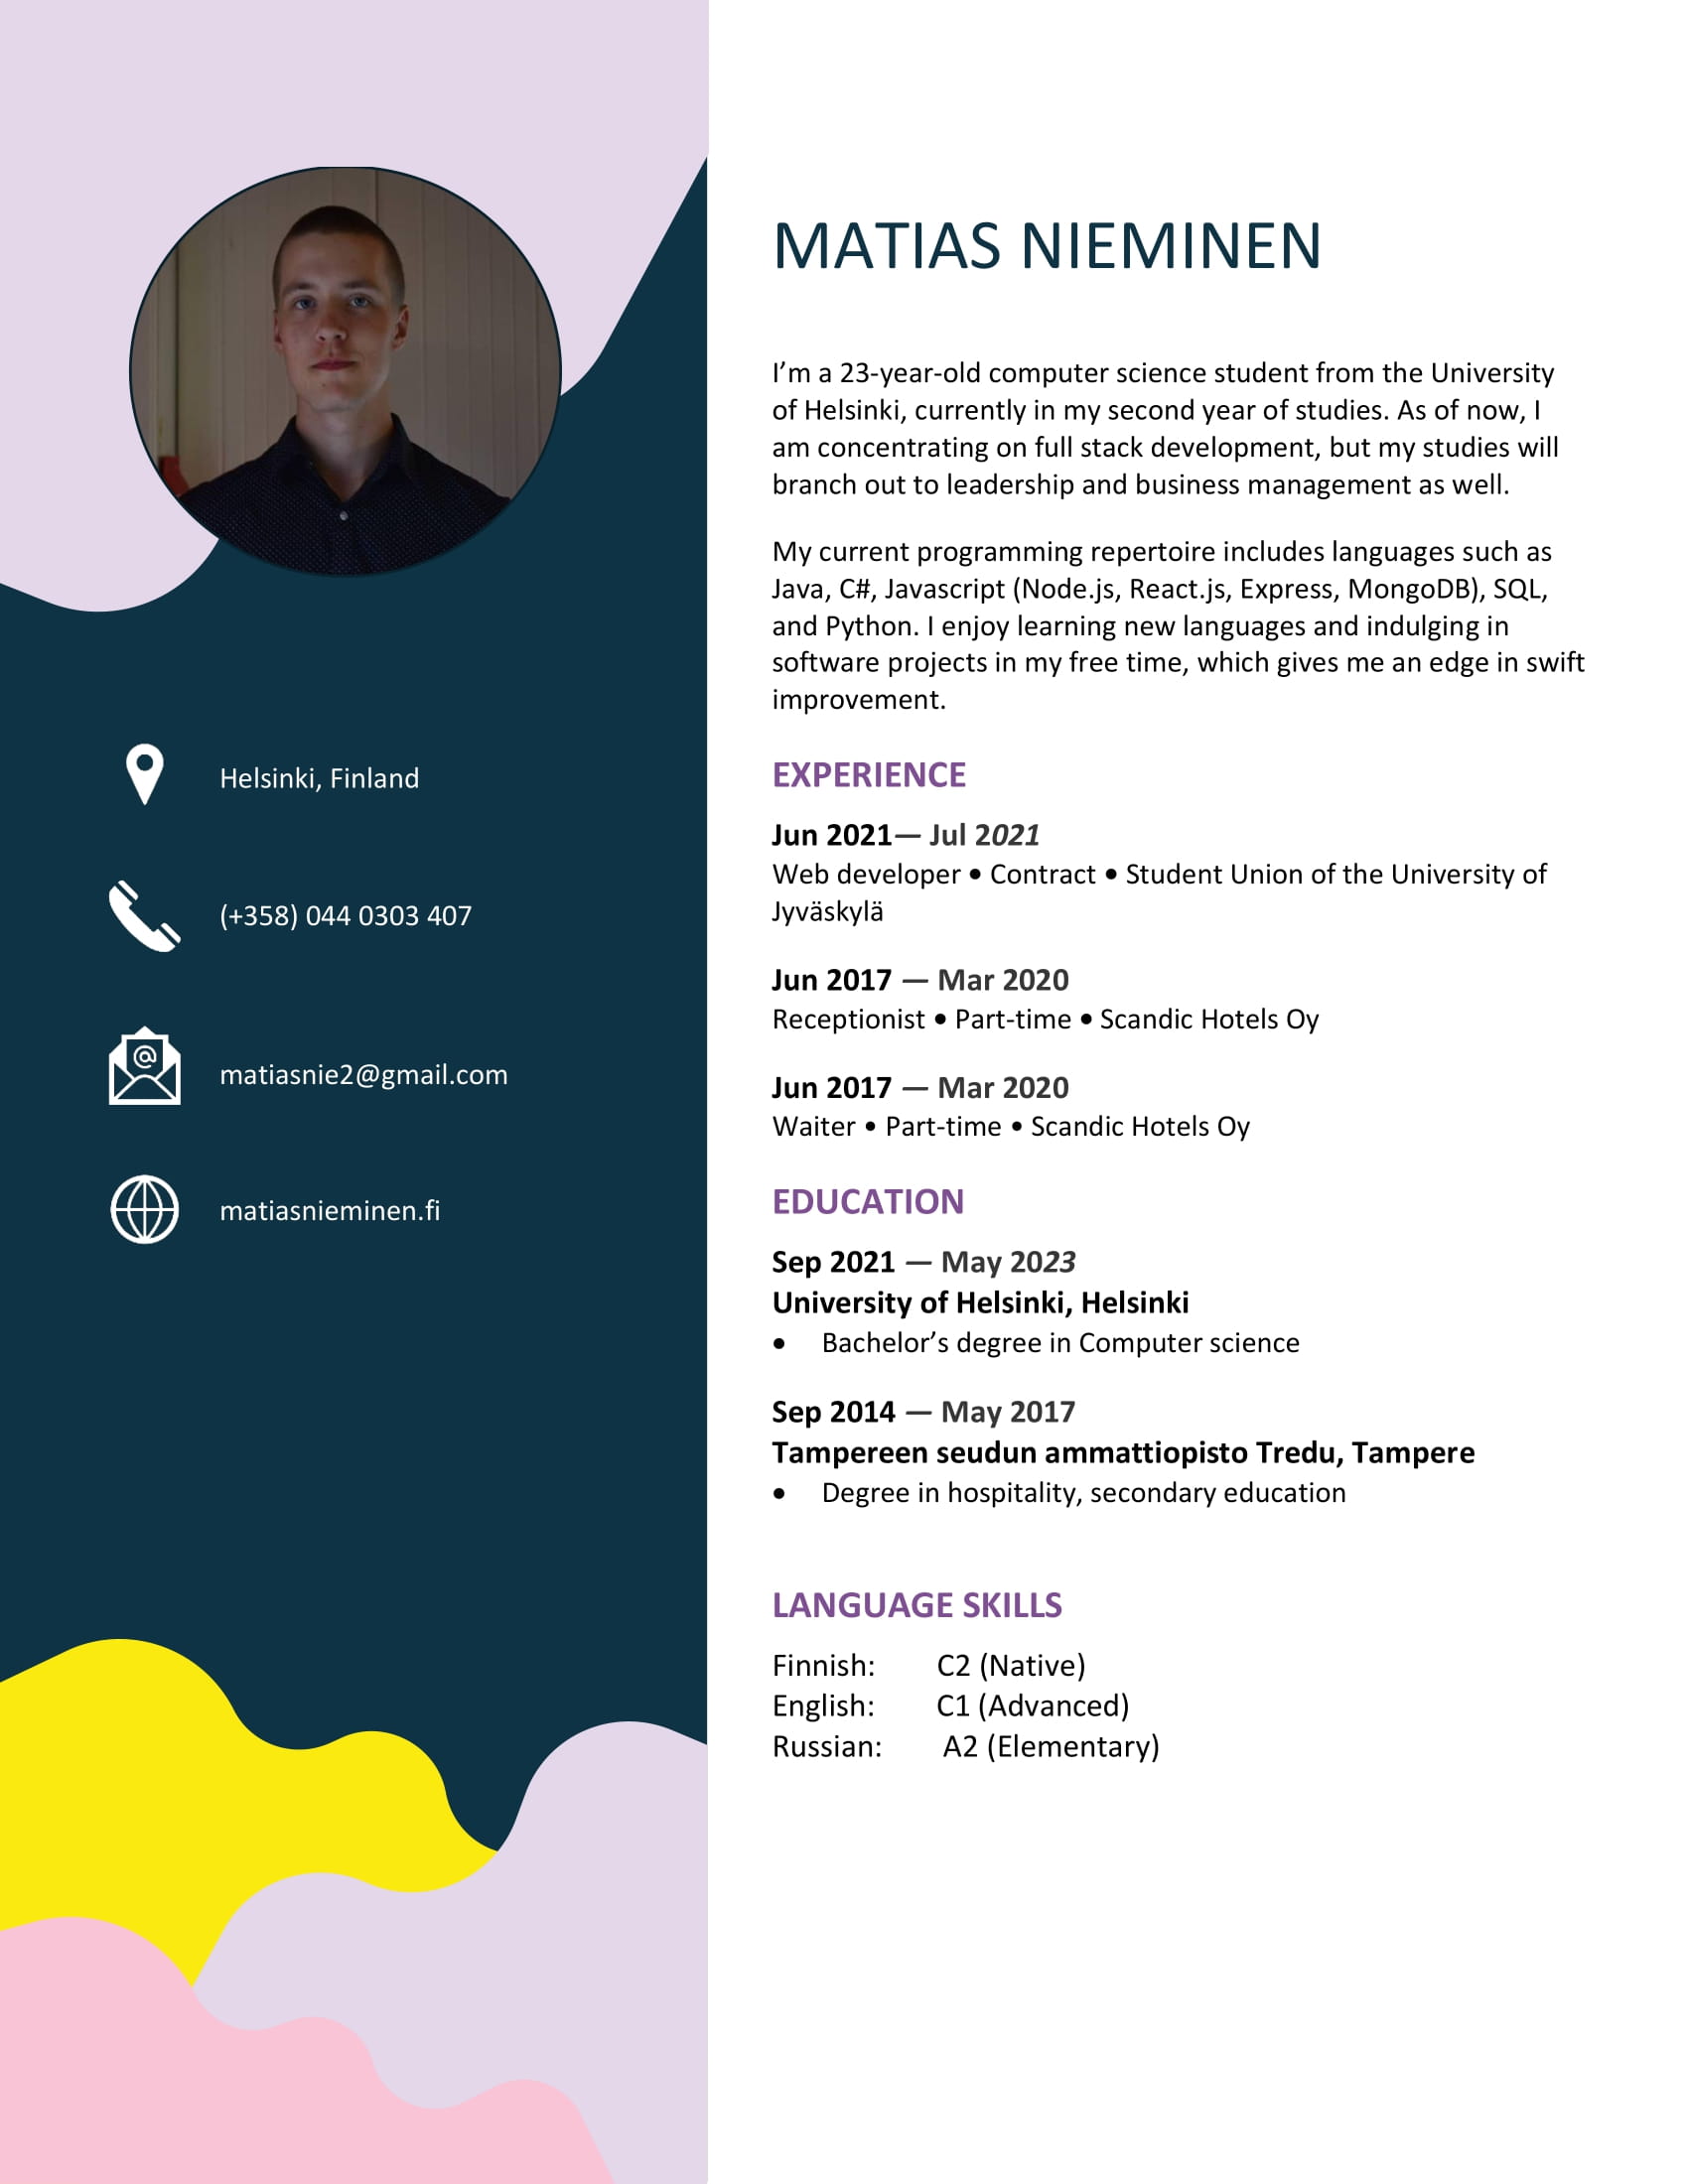 MATIAS NIEMINEN
I’m a 23-year-old computer science student from the University
of Helsinki, currently in my second year of studies. As of now, I
am concentrating on full stack development, but my studies will
branch out to leadership and business management as well.
My current programming repertoire includes languages such as
Java, C#, Javascript (Node.js, React.js, Express, MongoDB), SQL,
and Python. I enjoy learning new languages and indulging in
software projects in my free time, which gives me an edge in swift
improvement.
Helsinki, Finland
(+358) 044 0303 407
@
matiasnie2@gmail.com
matiasnieminen.fi
EXPERIENCE
Jun 2021— Jul 2021
Web developer • Contract • Student Union of the University of
Jyväskylä
Jun 2017 — Mar 2020
Receptionist • Part-time • Scandic Hotels Oy
Jun 2017 — Mar 2020
Waiter • Part-time • Scandic Hotels Oy
EDUCATION
Sep 2021 — May 2023
University of Helsinki, Helsinki
• Bachelor’s degree in Computer science
Sep 2014 — May 2017
Tampereen seudun ammattiopisto Tredu, Tampere
• Degree in hospitality, secondary education
LANGUAGE SKILLS
Finnish: C2 (Native)
English: C1 (Advanced)
Russian: A2 (Elementary)